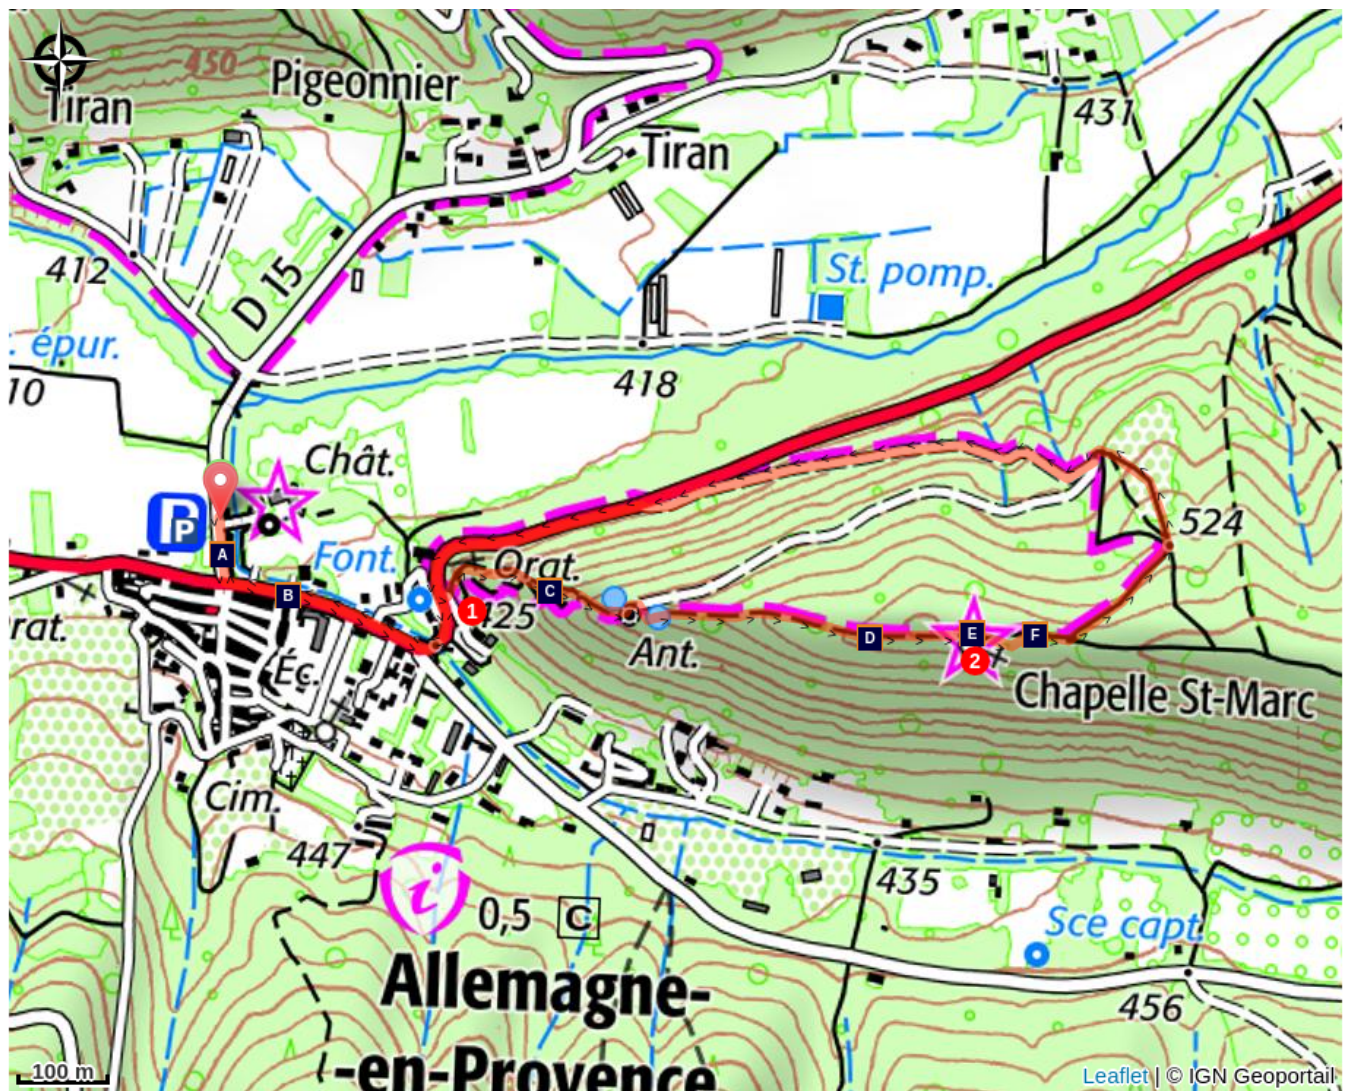 450
Tiran
Pigeonnier
431
Tiran
412
D 15
St. pomp.
. épur.
10
418
Chât.
P
P
524
A
Font.
Orat.
B
C
1
425
rat.
D
E
F
Ant.
2
Éc.
Chapelle St-Marc
Cim.
447
435
i
0,5
C
Sce capt.
Allemagne-
-en-Provence
456
100 m
Leaflet | © IGN Geoportail